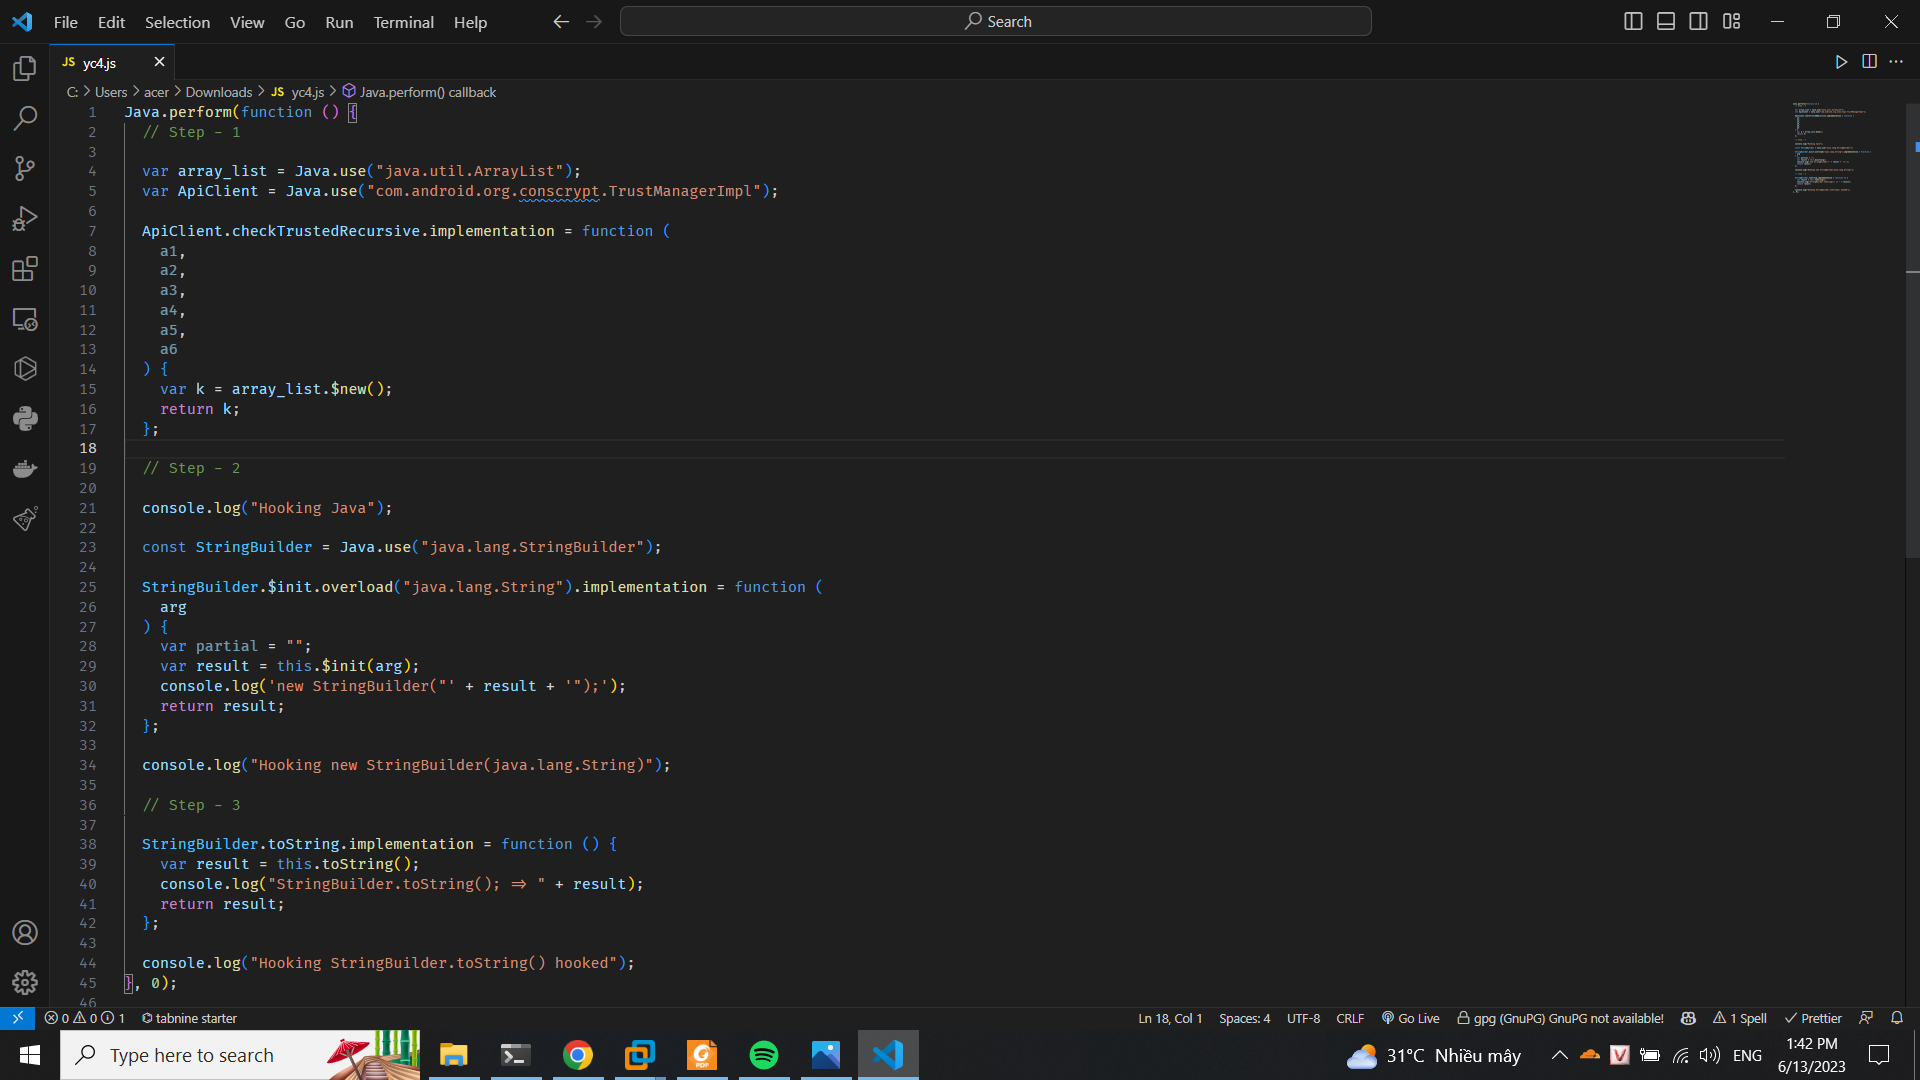 File Edit Selection View Go Run Terminal Help
Search
JS yc4.js
C: > Users > acer > Downloads > JS yc4.js > Java.perform() callback
1 Java.perform(function () {
2 // Step - 1
3
4 var array_list = Java.use("java.util.ArrayList");
5 var ApiClient = Java.use("com.android.org.conscrypt.TrustManagerImpl");
6
7 ApiClient.checkTrustedRecursive.implementation = function (
8 a1,
9 a2,
10 a3,
11 a4,
12 a5,
13 a6
14 ) {
15 var k = array_list.$new();
16 return k;
17 };
18
19 // Step - 2
20
21 console.log("Hooking Java");
22
23 const StringBuilder = Java.use("java.lang.StringBuilder");
24
25 StringBuilder.$init.overload("java.lang.String").implementation = function (
26 arg
27 ) {
28 var partial = "";
29 var result = this.$init(arg);
30 console.log('new StringBuilder("' + result + '");');
31 return result;
32 };
33
34 console.log("Hooking new StringBuilder(java.lang.String)");
35
36 // Step - 3
37
38 StringBuilder.toString.implementation = function () {
39 var result = this.toString();
40 console.log("StringBuilder.toString(); => " + result);
41 return result;
42 };
43
44 console.log("Hooking StringBuilder.toString() hooked");
45 }, 0);
46
0 0 1 tabnine starter Ln 18, Col 1 Spaces: 4 UTF-8 CRLF Go Live gpg (GnuPG) GnuPG not available! 1 Spell Prettier
Type here to search PDF 31°C Nhiều mây V ENG 1:42 PM
6/13/2023